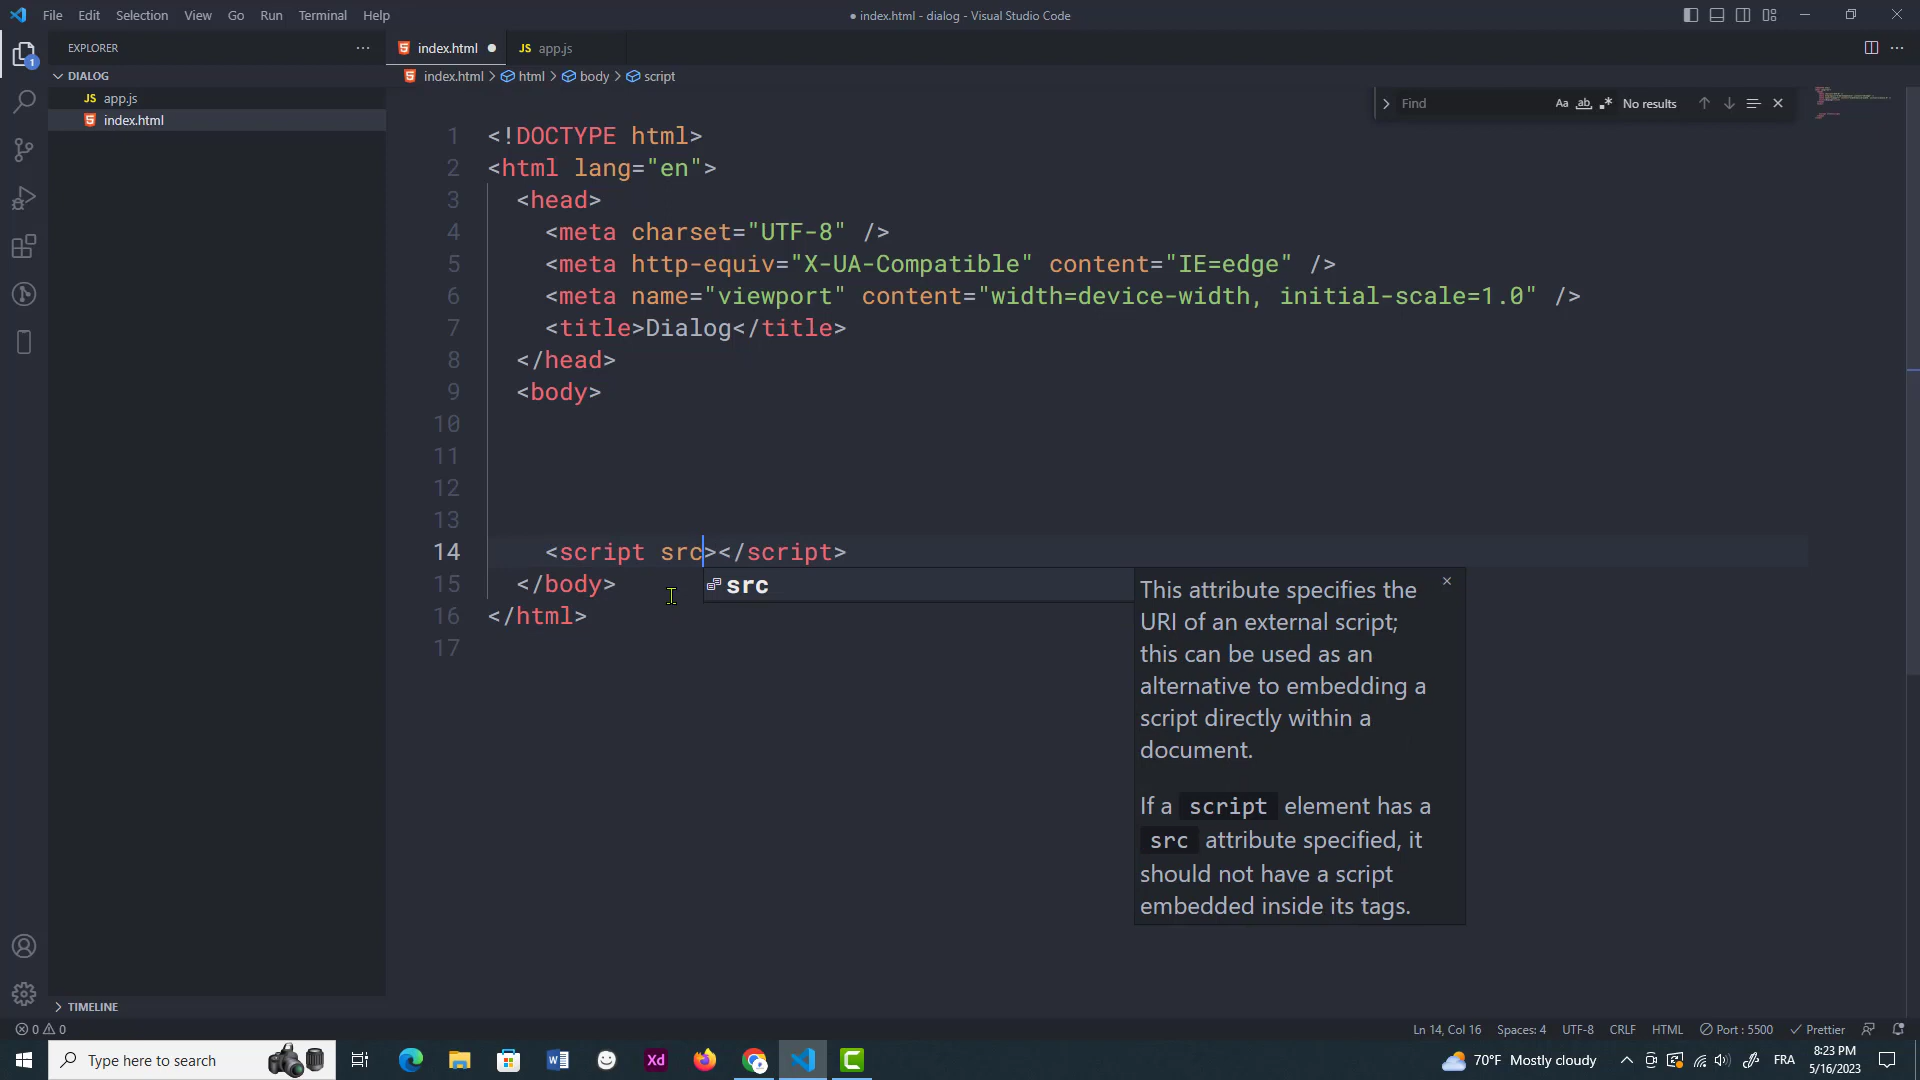 File Edit Selection View Go Run Terminal Help
● index.html - dialog - Visual Studio Code
EXPLORER
DIALOG
JS app.js
index.html
TIMELINE
index.html ●
JS app.js
index.html > html > body > script
Find
Aa ab No results
1 <!DOCTYPE html>
2 <html lang="en">
3 <head>
4 <meta charset="UTF-8" />
5 <meta http-equiv="X-UA-Compatible" content="IE=edge" />
6 <meta name="viewport" content="width=device-width, initial-scale=1.0" />
7 <title>Dialog</title>
8 </head>
9 <body>
10
11
12
13
14 <script src></script>
15 </body>
16 </html>
17
src
This attribute specifies the
URI of an external script;
this can be used as an
alternative to embedding a
script directly within a
document.
If a script element has a
src attribute specified, it
should not have a script
embedded inside its tags.
1
0 0
Ln 14, Col 16 Spaces: 4 UTF-8 CRLF HTML Port : 5500 Prettier
Type here to search
Xd
70°F Mostly cloudy
FRA
8:23 PM
5/16/2023